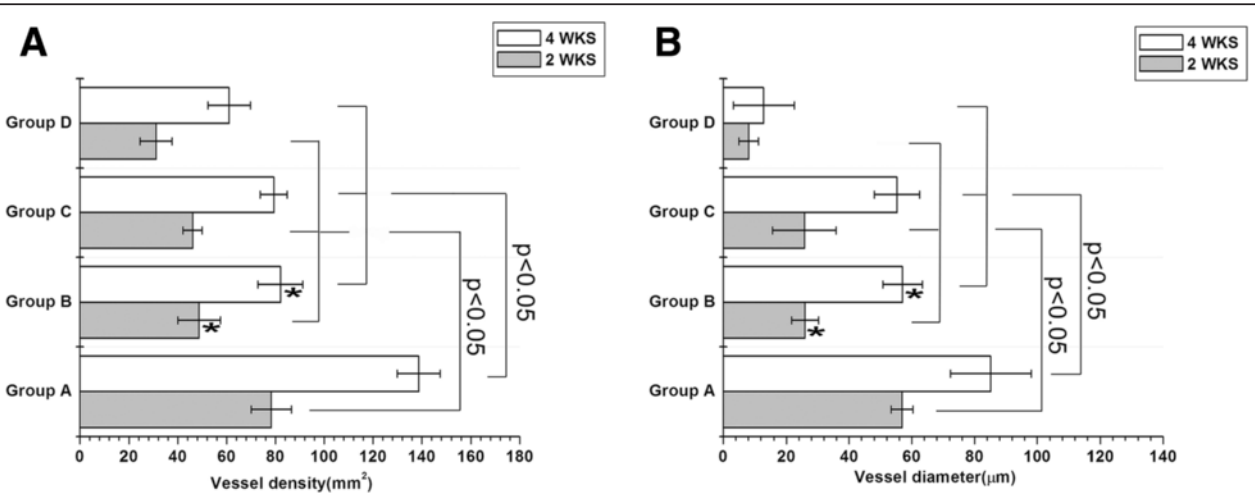 A
4 WKS
2 WKS
Group D
Group C
Group B
Group A
*
*
p<0.05
p<0.05
0 20 40 60 80 100 120 140 160 180
Vessel density(mm²)
B
4 WKS
2 WKS
Group D
Group C
Group B
Group A
*
*
p<0.05
p<0.05
0 20 40 60 80 100 120 140
Vessel diameter(μm)